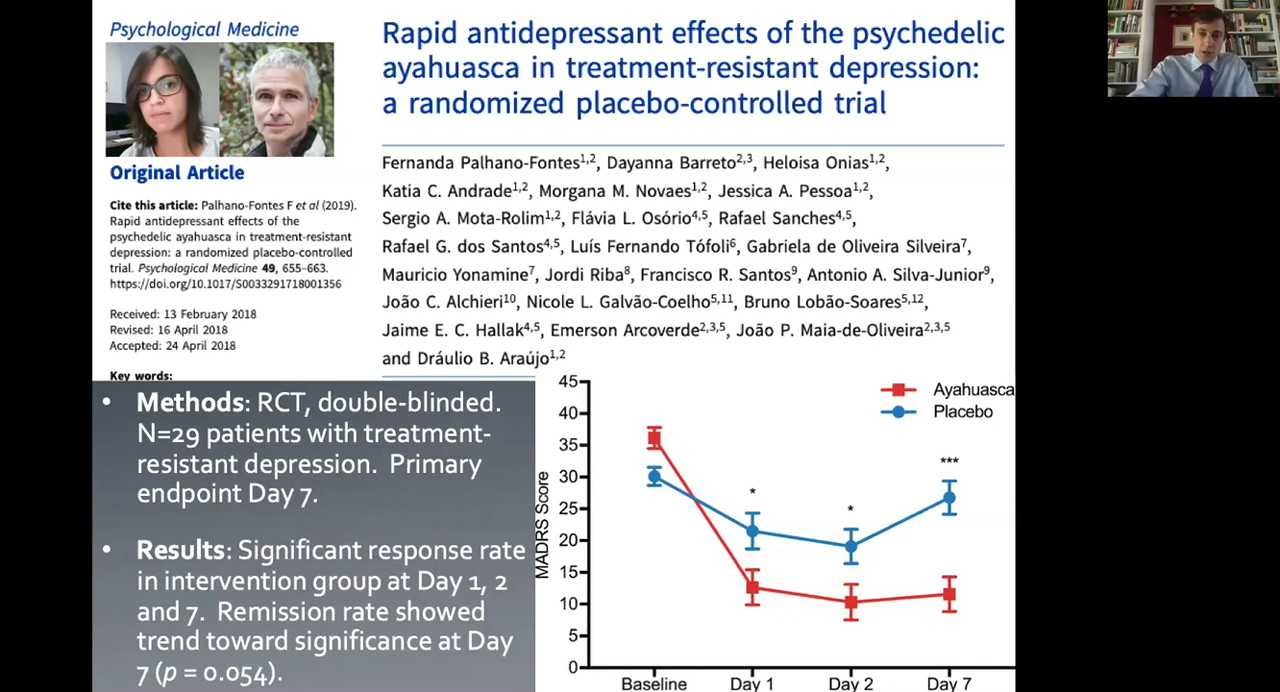 Psychological Medicine
Rapid antidepressant effects of the psychedelic
ayahuasca in treatment-resistant depression:
a randomized placebo-controlled trial
Original Article
Cite this article: Palhano-Fontes F et al (2019).
Rapid antidepressant effects of the
psychedelic ayahuasca in treatment-resistant
depression: a randomized placebo-controlled
trial. Psychological Medicine 49, 655–663.
https://doi.org/10.1017/S0033291718001356
Received: 13 February 2018
Revised: 16 April 2018
Accepted: 24 April 2018
Key words:
Fernanda Palhano-Fontes1,2, Dayanna Barreto2,3, Heloisa Onias1,2,
Katia C. Andrade1,2, Morgana M. Novaes1,2, Jessica A. Pessoa1,2,
Sergio A. Mota-Rolim1,2, Flávia L. Osório4,5, Rafael Sanches4,5,
Rafael G. dos Santos4,5, Luís Fernando Tófoli6, Gabriela de Oliveira Silveira7,
Mauricio Yonamine7, Jordi Riba8, Francisco R. Santos9, Antonio A. Silva-Junior9,
João C. Alchieri10, Nicole L. Galvão-Coelho5,11, Bruno Lobão-Soares5,12,
Jaime E. C. Hallak4,5, Emerson Arcoverde2,3,5, João P. Maia-de-Oliveira2,3,5
and Dráulio B. Araújo1,2
• Methods: RCT, double-blinded.
N=29 patients with treatment-
resistant depression. Primary
endpoint Day 7.
• Results: Significant response rate
in intervention group at Day 1, 2
and 7. Remission rate showed
trend toward significance at Day
7 (p = 0.054).
MADRS Score
45
40
35
30
25
20
15
10
5
0
Ayahuasca
Placebo
*
*
***
Baseline
Day 1
Day 2
Day 7